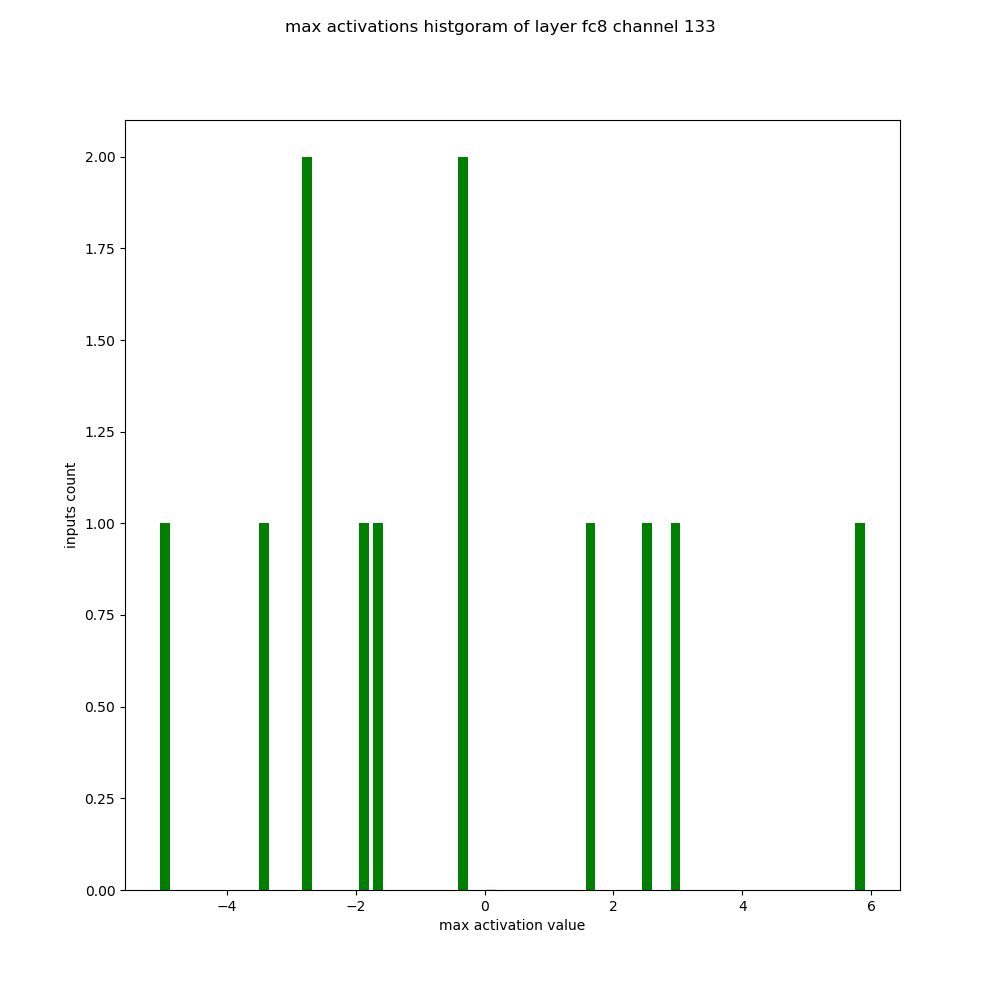 max activations histgoram of layer fc8 channel 133
2.00
1.75
1.50
1.25
1.00
0.75
0.50
0.25
0.00
inputs count
−4 −2 0 2 4 6
max activation value